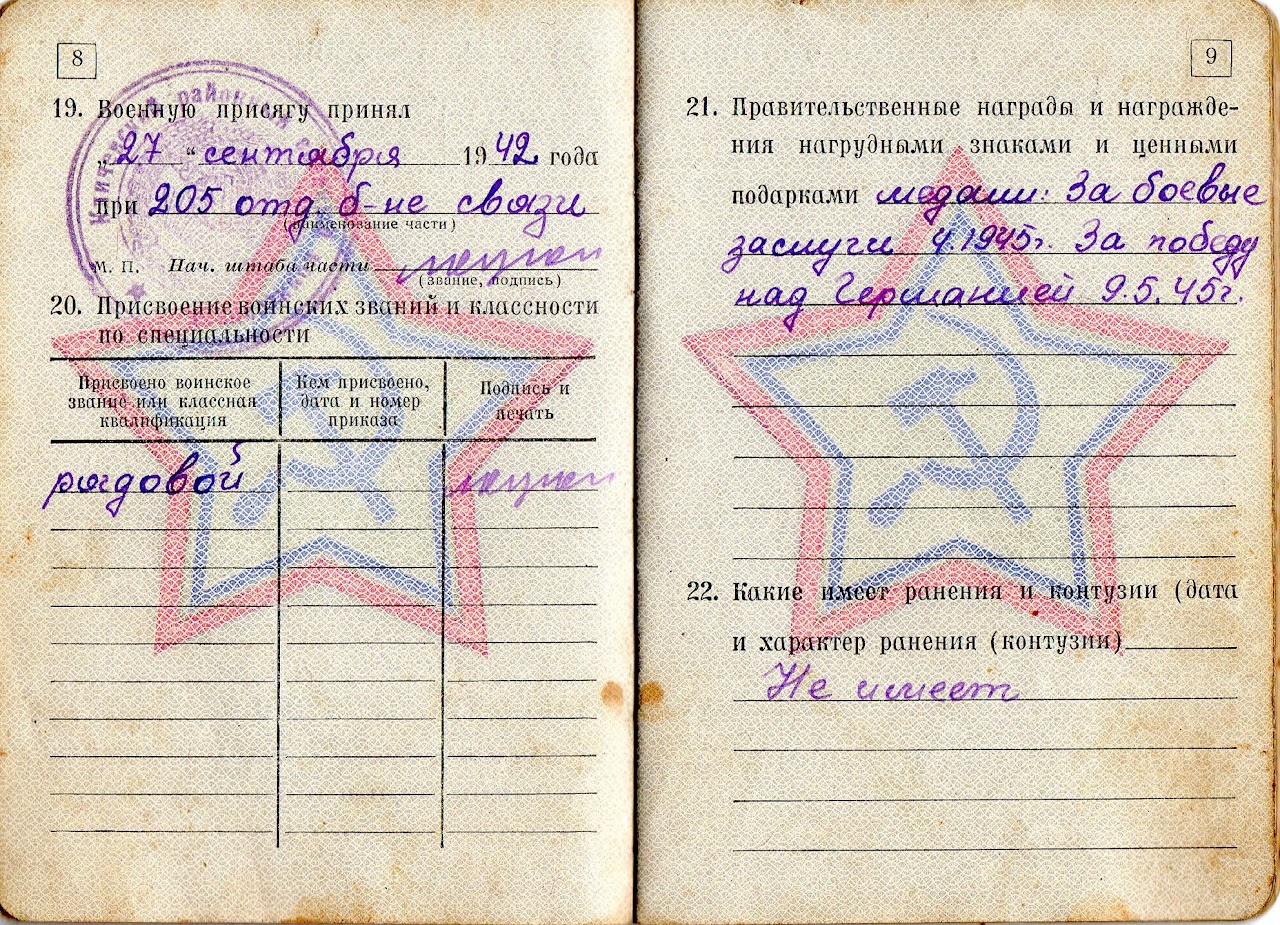 8
19. Военную присягу принял
„27“ сентября 1942 года
при 205 отд. б-не связи
(наименование части)
М. П. Нач. штаба части
(звание, подпись)
20. Присвоение воинских званий и классности
по специальности
Присвоено воинское
звание или классная
квалификация
Кем присвоено,
дата и номер
приказа
Подпись и
печать
рядовой
9
21. Правительственные награды и награжде-
ния нагрудными знаками и ценными
подарками медали: За боевые
заслуги 1945г. За победу
над Германией 9.5.45г.
22. Какие имеет ранения и контузии (дата
и характер ранения (контузии)
Не имеет